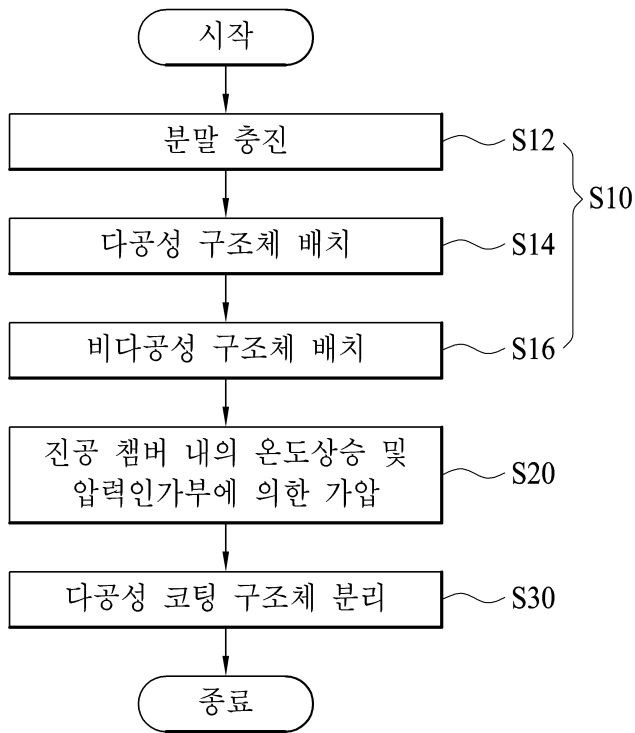 시작
분말 충진
S12
S10
다공성 구조체 배치
S14
비다공성 구조체 배치
S16
진공 챔버 내의 온도상승 및
압력인가부에 의한 가압
S20
다공성 코팅 구조체 분리
S30
종료